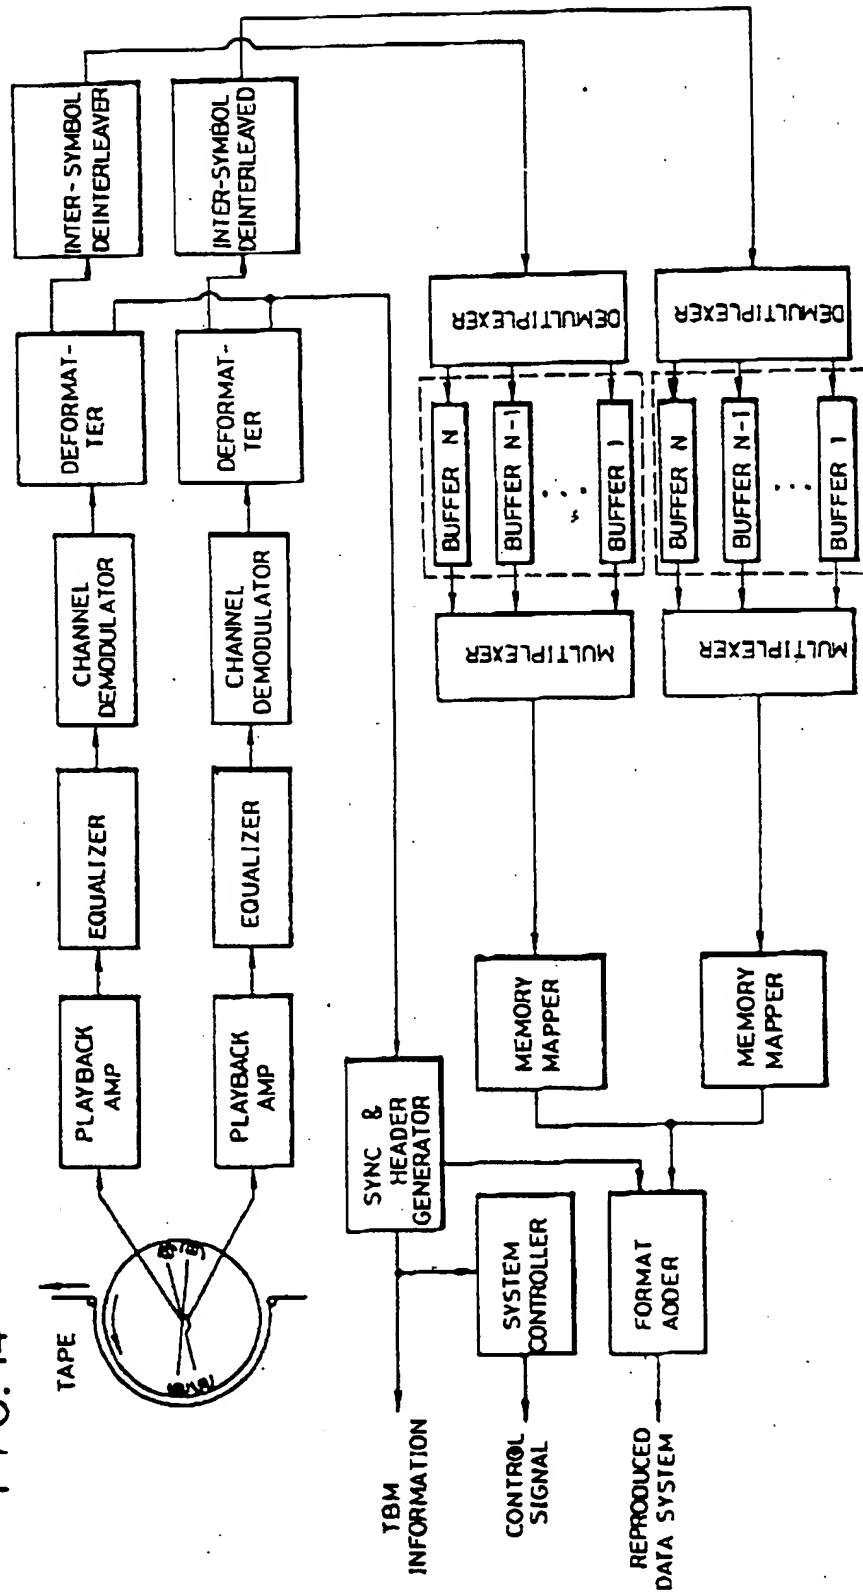 FIG. 14
TAPE
PLAYBACK
AMP
EQUALIZER
CHANNEL
DEMODULATOR
DEFORMAT-
TER
INTER-SYMBOL
DEINTERLEAVER
PLAYBACK
AMP
EQUALIZER
CHANNEL
DEMODULATOR
DEFORMAT-
TER
INTER-SYMBOL
DEINTERLEAVED
SYNC &
HEADER
GENERATOR
TBM
INFORMATION
SYSTEM
CONTROLLER
CONTROL
SIGNAL
FORMAT
ADDER
REPRODUCED
DATA SYSTEM
MEMORY
MAPPER
MULTIPLEXER
BUFFER N
BUFFER N-1
...
BUFFER 1
DEMULTIPLEXER
MEMORY
MAPPER
MULTIPLEXER
BUFFER N
BUFFER N-1
...
BUFFER 1
DEMULTIPLEXER